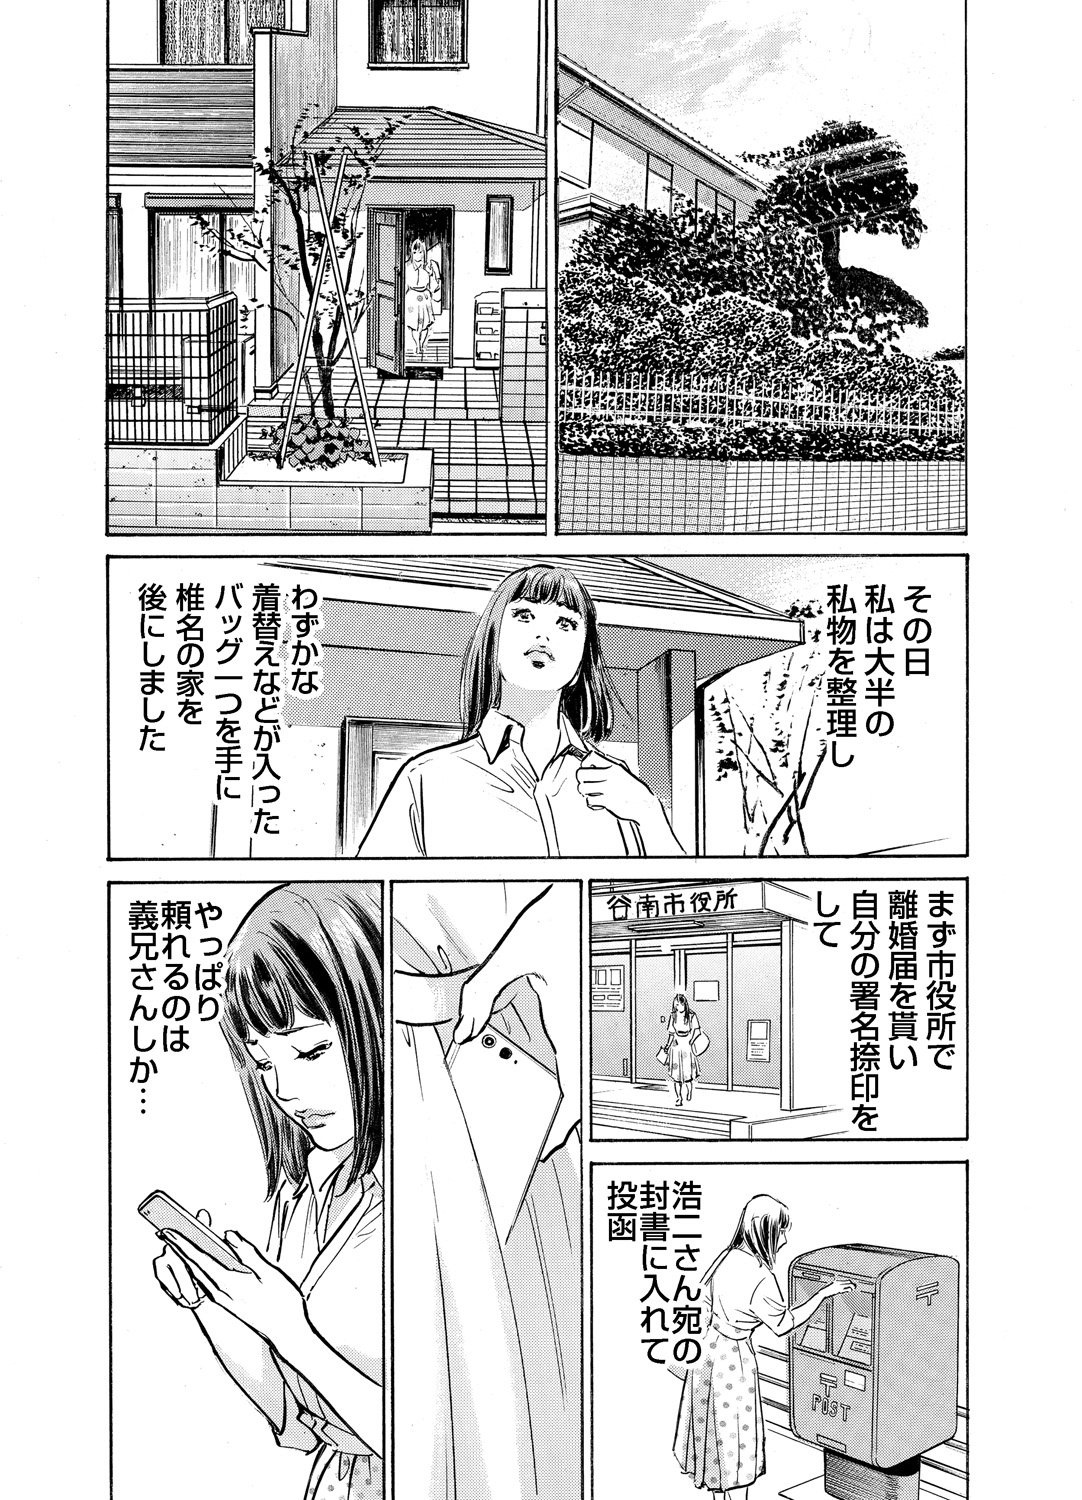 その日
私は大半の
私物を整理し
わずかな
着替えなどが入った
バッグ一つを手に
椎名の家を
後にしました
まず市役所で
離婚届を貰い
自分の署名捺印を
して
谷南市役所
浩二さん宛の
封書に入れて
投函
〒
〒
POST
やっぱり
頼れるのは
義兄さんしか…